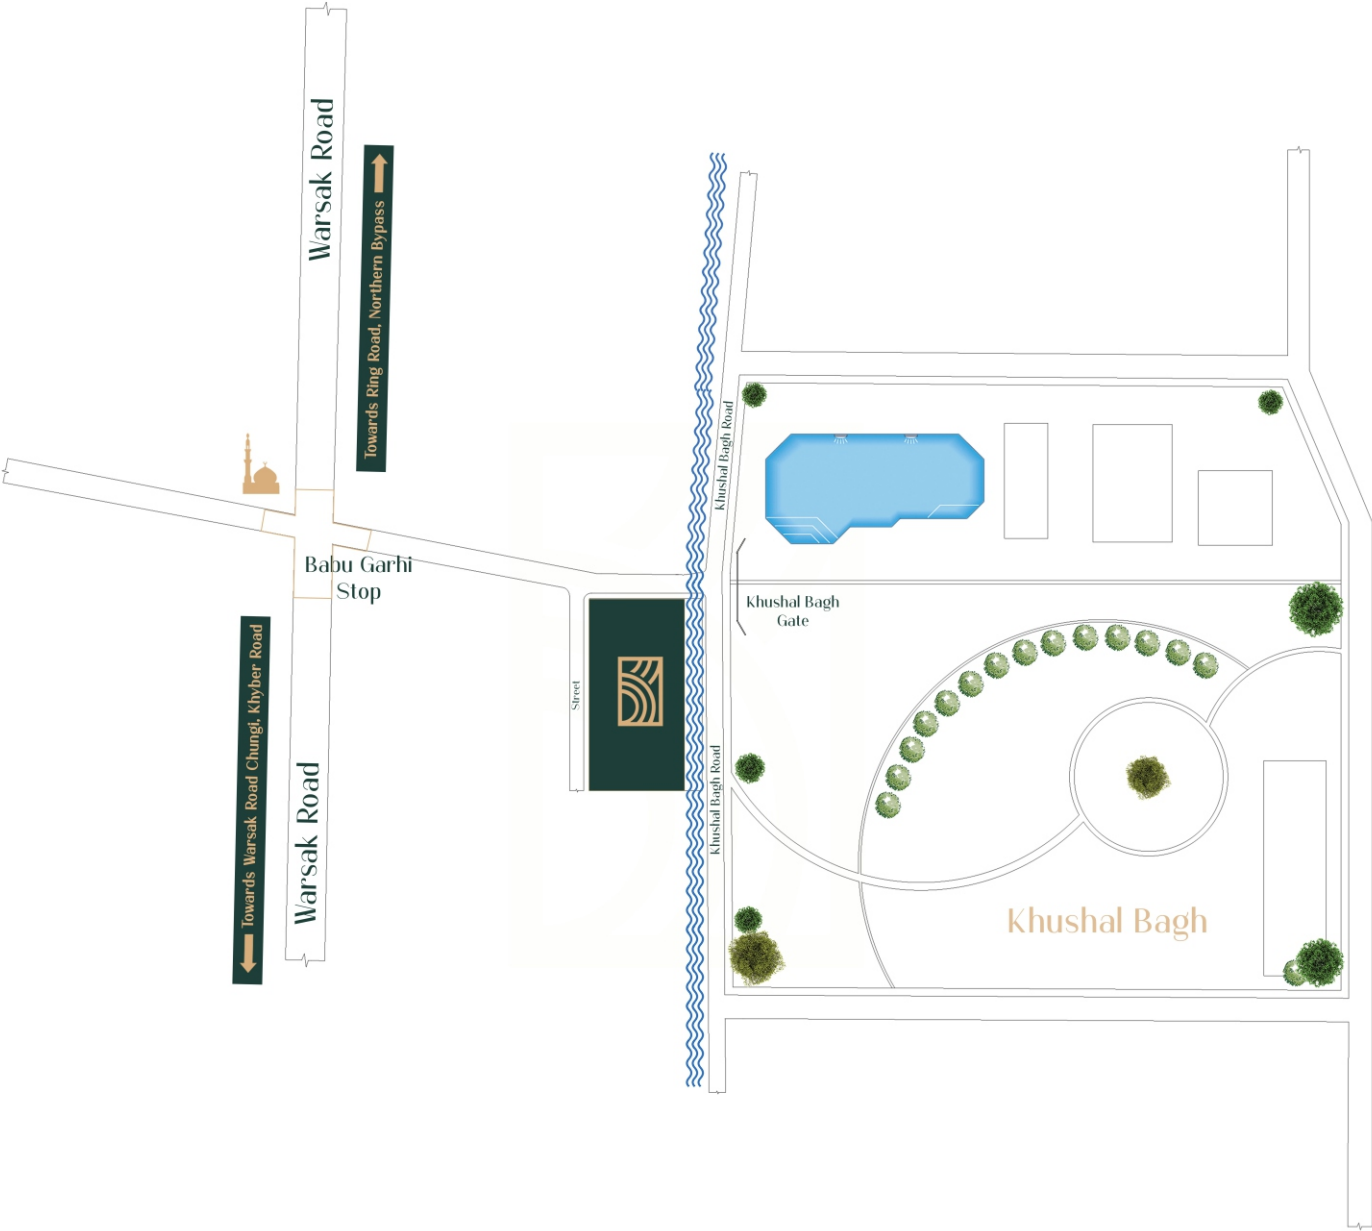 Warsak Road
Towards Ring Road, Northern Bypass
Khushal Bagh Road
Babu Garhi
Stop
Khushal Bagh
Gate
Towards Warsak Road Chungi, Khyber Road
Street
Warsak Road
Khushal Bagh Road
Khushal Bagh